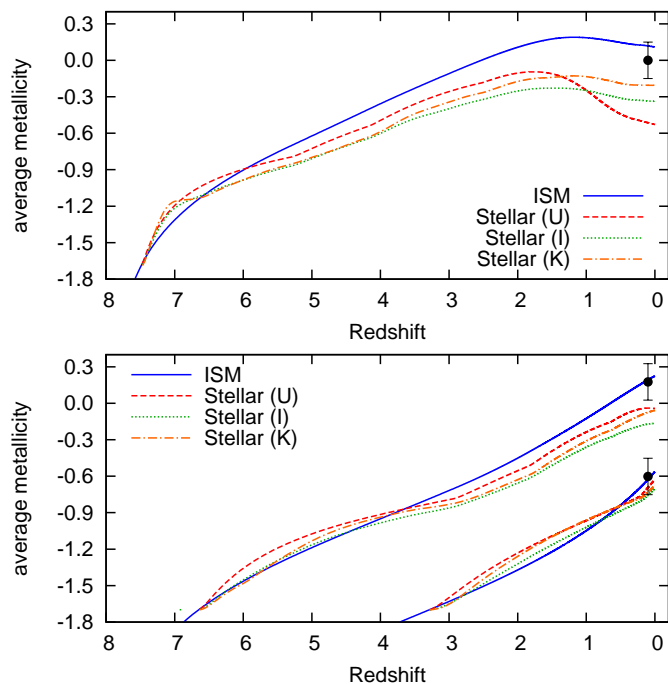 0.3
0.0
-0.3
-0.6
-0.9
-1.2
-1.5
-1.8
average metallicity
ISM
Stellar (U)
Stellar (I)
Stellar (K)
8 7 6 5 4 3 2 1 0
Redshift
0.3
0.0
-0.3
-0.6
-0.9
-1.2
-1.5
-1.8
average metallicity
ISM
Stellar (U)
Stellar (I)
Stellar (K)
8 7 6 5 4 3 2 1 0
Redshift